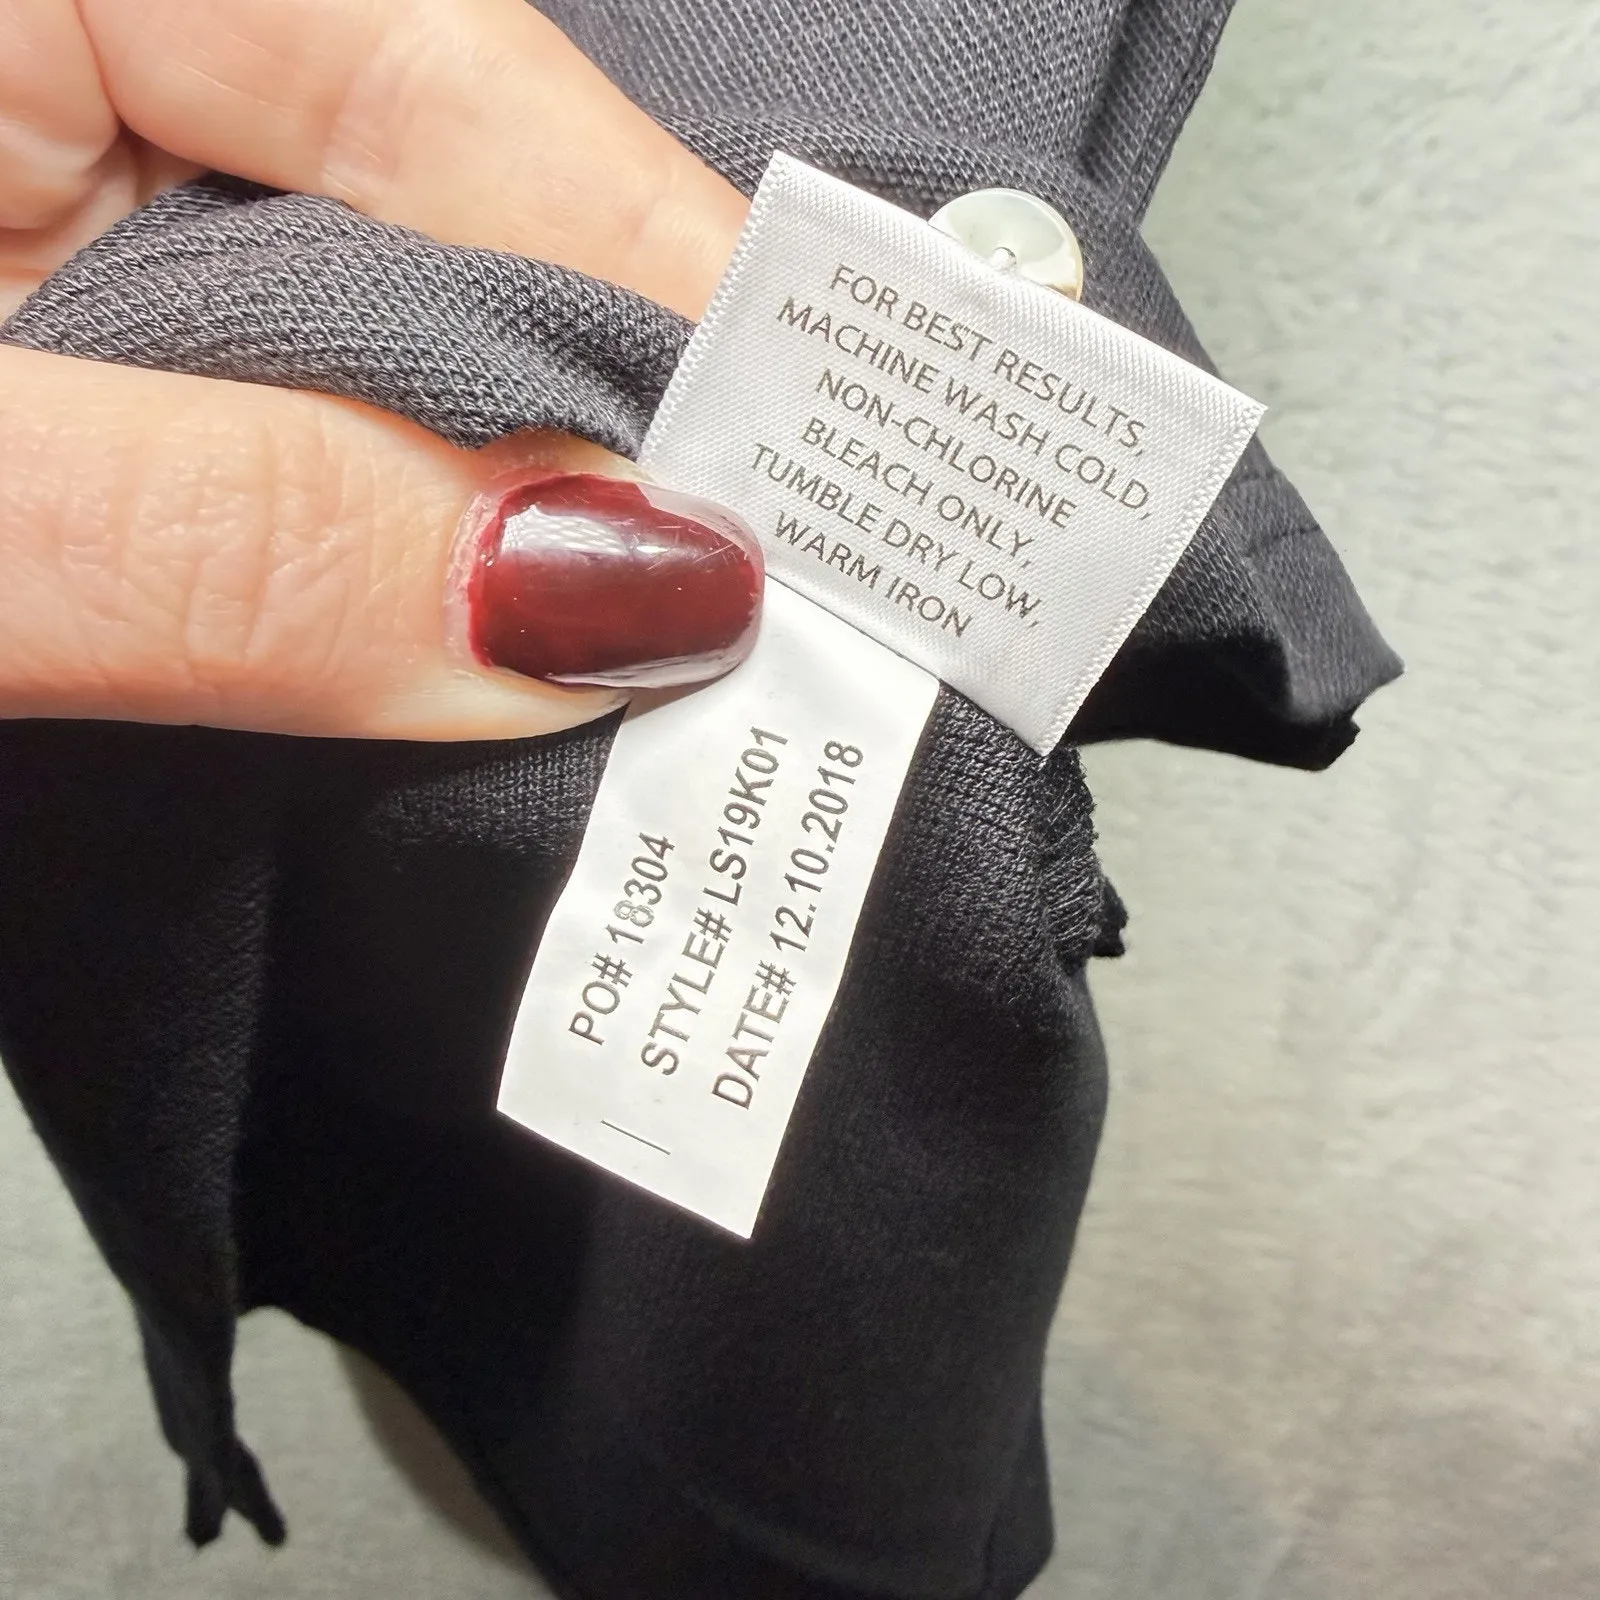 FOR BEST RESULTS,
MACHINE WASH COLD,
NON-CHLORINE
BLEACH ONLY,
TUMBLE DRY LOW,
WARM IRON
PO# 18304
STYLE# LS19K01
DATE# 12.10.2018